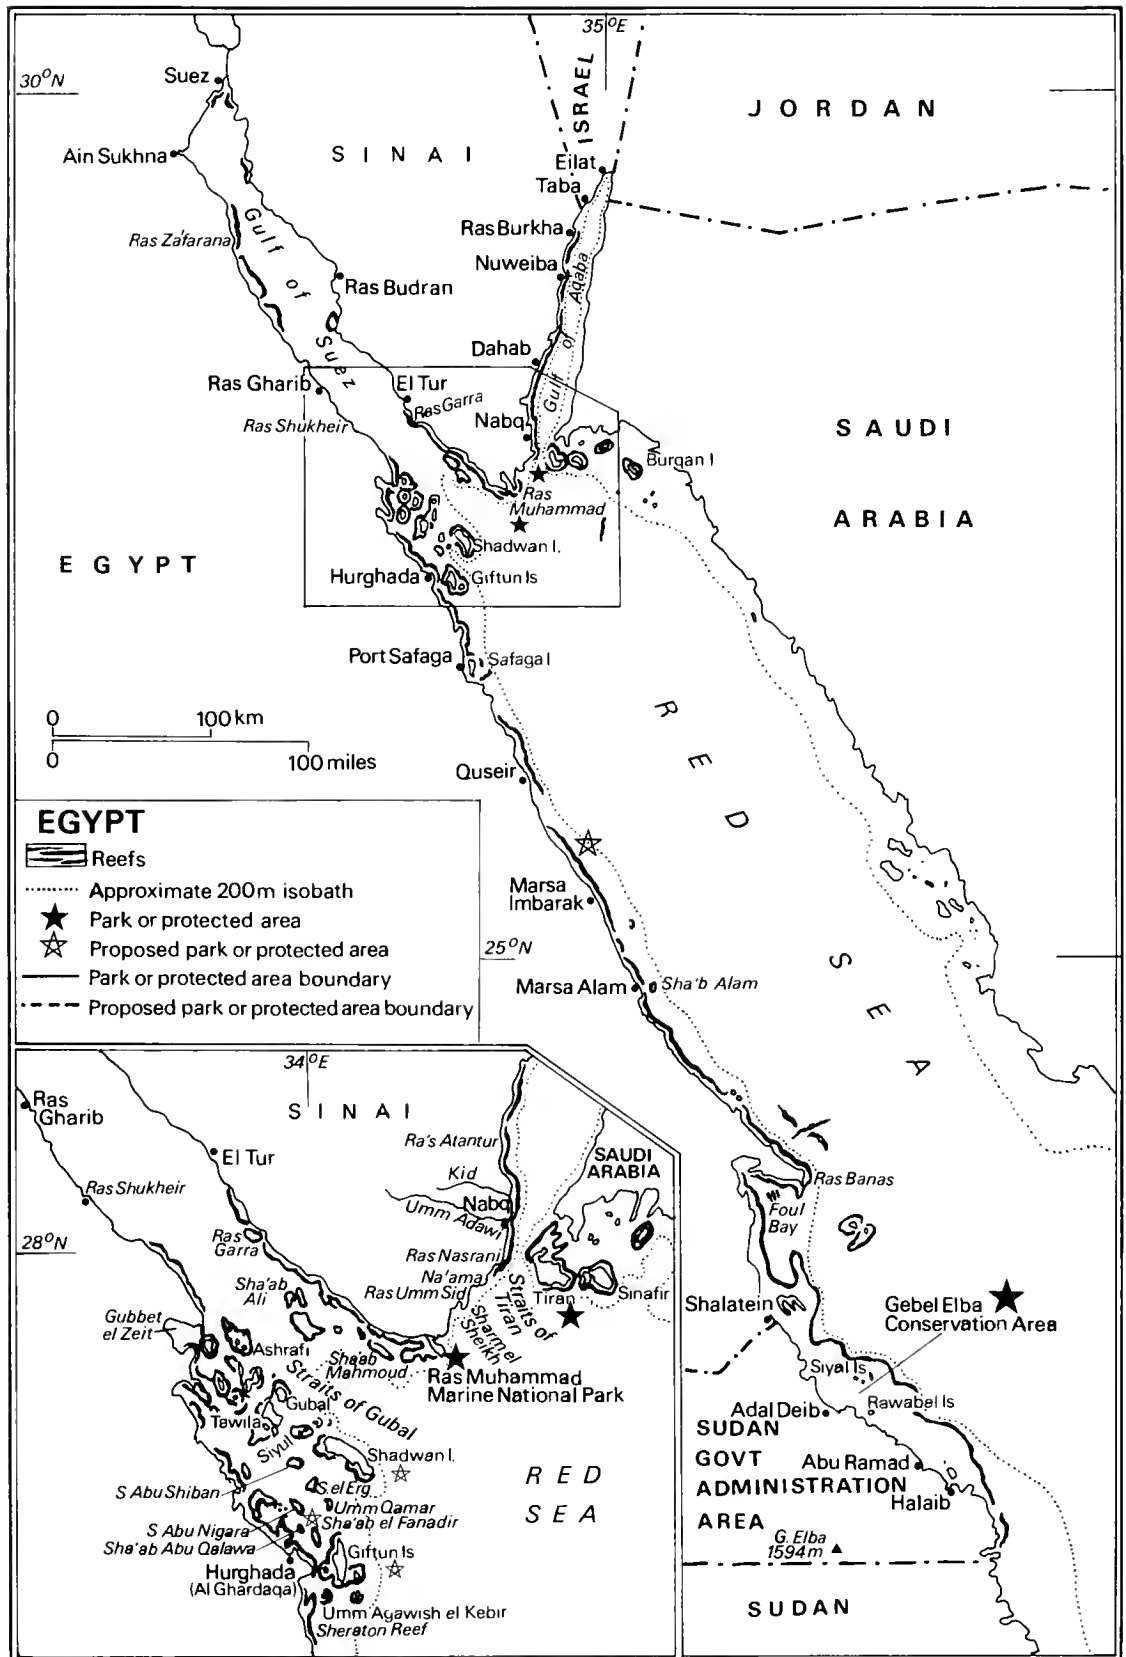 35°E
30°N
Suez
ISRAEL
JORDAN
Ain Sukhna
SINAI
Eilat
Taba
Ras Burkha
Ras Za'farana
Gulf of Suez
Nuweiba
Ras Budran
Gulf of Aqaba
Dahab
Ras Gharib
El Tur
Ras Garra
Ras Shukheir
Nabq
SAUDI
ARABIA
Burqan I
Ras
Muhammad
EGYPT
Shadwan I.
Hurghada
Giftun Is
Port Safaga
Safaga I
RED SEA
0 100 km
0 100 miles
Quseir
EGYPT
Reefs
Approximate 200m isobath
Park or protected area
Proposed park or protected area
Park or protected area boundary
Proposed park or protected area boundary
Marsa
Imbarak
25°N
Marsa Alam
Sha'b Alam
Ras Banas
Foul
Bay
Shalatein
Gebel Elba
Conservation Area
Siyal Is
Rawabel Is
Adal Deib
SUDAN
GOVT
ADMINISTRATION
AREA
Abu Ramad
Halaib
G. Elba
1594m
SUDAN
34°E
SINAI
Ras
Gharib
El Tur
Ra's Atantur
SAUDI
ARABIA
Kid
Nabq
Umm Adawi
Ras Shukheir
28°N
Ras
Garra
Ras Nasrani
Na'ama
Ras Umm Sid
Sha'ab
Ali
Straits of
Tiran
Tiran
Sinafir
Sharm el
Sheikh
Gubbet
el Zeit
Ashrafi
Shaab
Mahmoud
Ras Muhammad
Marine National Park
Straits of Gubal
Gubal
Tawila
Siyul
Shadwan I.
RED
SEA
S Abu Shiban
S. el Erg
Umm Qamar
S Abu Nigara
Sha'ab el Fanadir
Sha'ab Abu Qalawa
Giftun Is
Hurghada
(Al Ghardaqa)
Umm Agawish el Kebir
Sheraton Reef